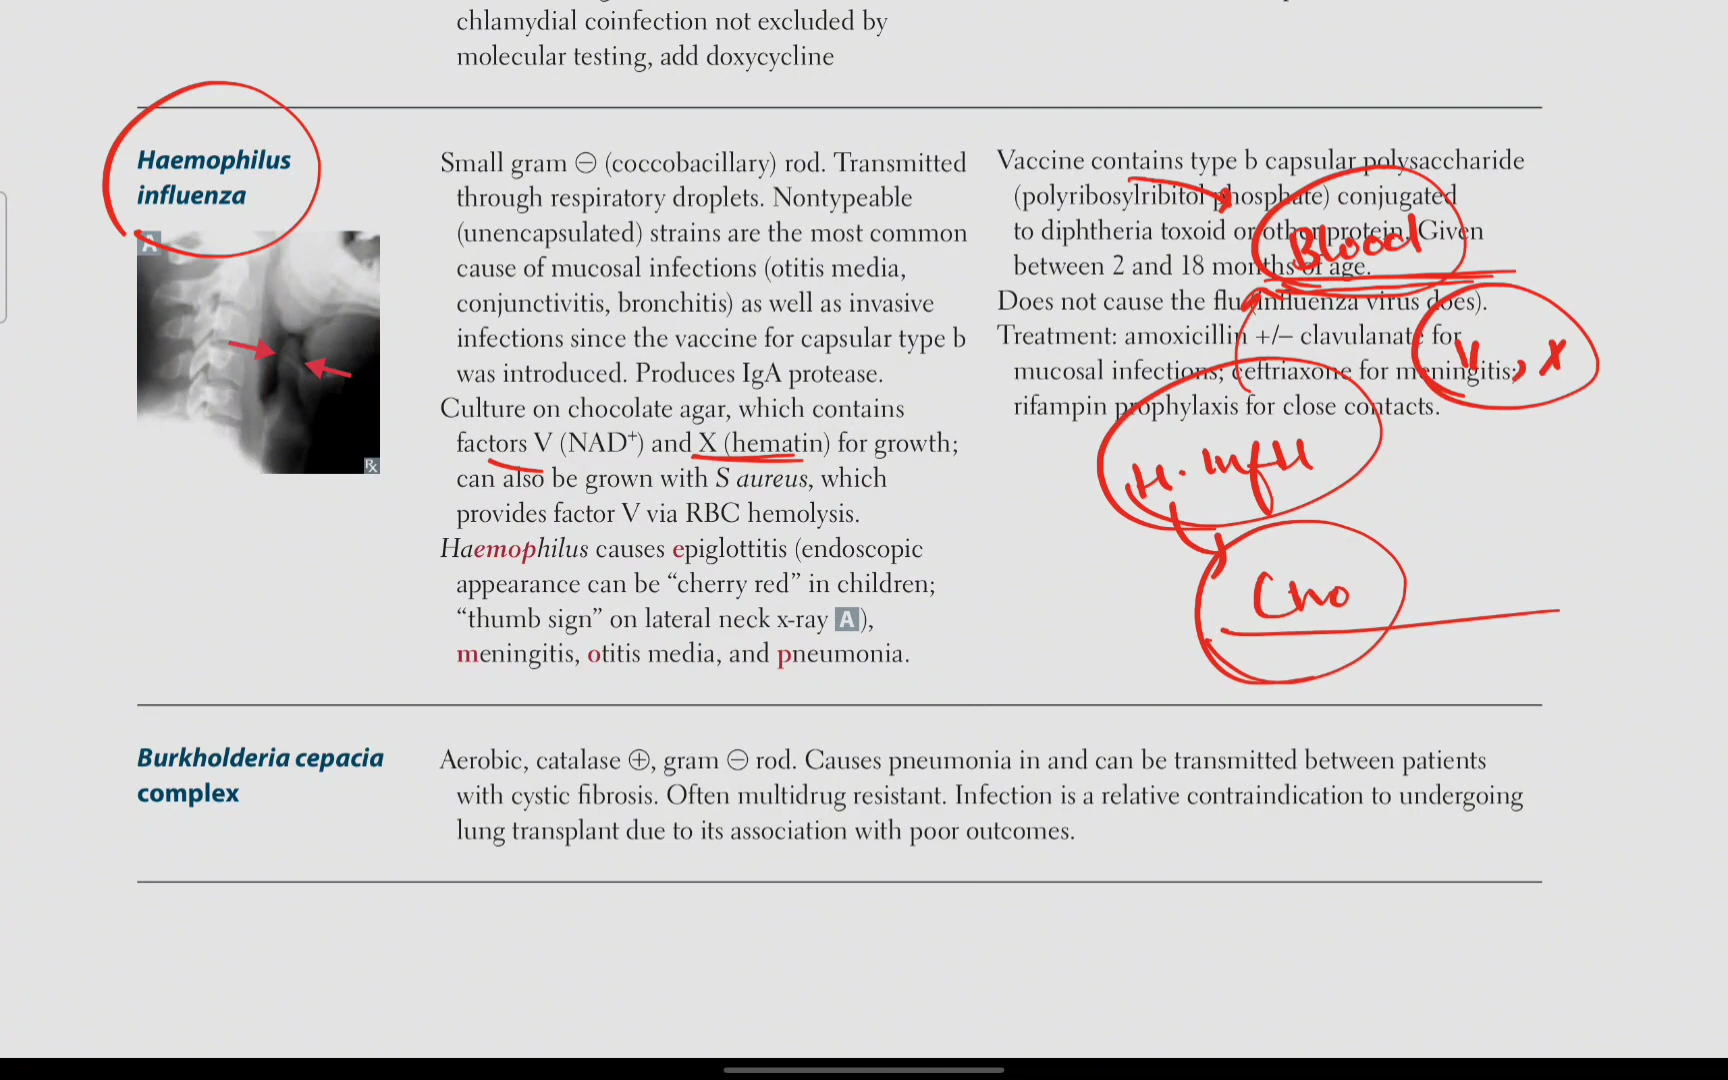 chlamydial coinfection not excluded by
molecular testing, add doxycycline
Haemophilus
influenza
A
℞
Small gram ⊖ (coccobacillary) rod. Transmitted
through respiratory droplets. Nontypeable
(unencapsulated) strains are the most common
cause of mucosal infections (otitis media,
conjunctivitis, bronchitis) as well as invasive
infections since the vaccine for capsular type b
was introduced. Produces IgA protease.
Culture on chocolate agar, which contains
factors V (NAD⁺) and X (hematin) for growth;
can also be grown with S aureus, which
provides factor V via RBC hemolysis.
Haemophilus causes epiglottitis (endoscopic
appearance can be “cherry red” in children;
“thumb sign” on lateral neck x-ray A),
meningitis, otitis media, and pneumonia.
Vaccine contains type b capsular polysaccharide
(polyribosylribitol phosphate) conjugated
to diphtheria toxoid or other protein. Given
between 2 and 18 months of age.
Does not cause the flu (influenza virus does).
Treatment: amoxicillin +/− clavulanate for
mucosal infections; ceftriaxone for meningitis;
rifampin prophylaxis for close contacts.
Blood
V, X
H. Infu
Cho
Burkholderia cepacia
complex
Aerobic, catalase ⊕, gram ⊖ rod. Causes pneumonia in and can be transmitted between patients
with cystic fibrosis. Often multidrug resistant. Infection is a relative contraindication to undergoing
lung transplant due to its association with poor outcomes.